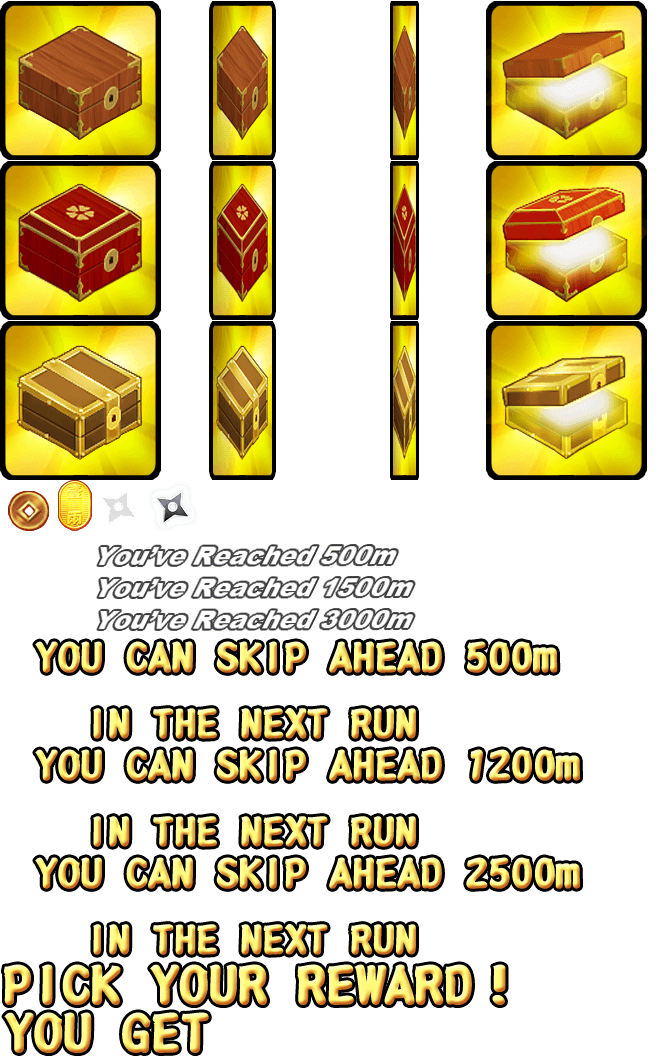 You've Reached 500m
You've Reached 1500m
You've Reached 3000m
YOU CAN SKIP AHEAD 500m
IN THE NEXT RUN
YOU CAN SKIP AHEAD 1200m
IN THE NEXT RUN
YOU CAN SKIP AHEAD 2500m
IN THE NEXT RUN
PICK YOUR REWARD!
YOU GET